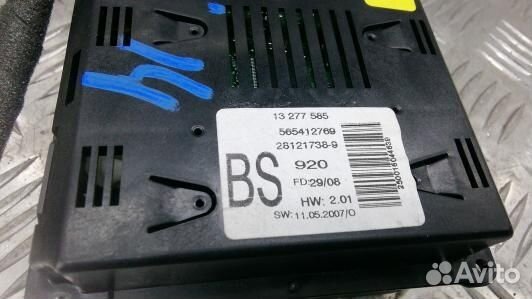 13 277 585
565412769
28121738-9
BS
920
FD:29/08
HW: 2.01
SW: 11.05.2007/0
Avito